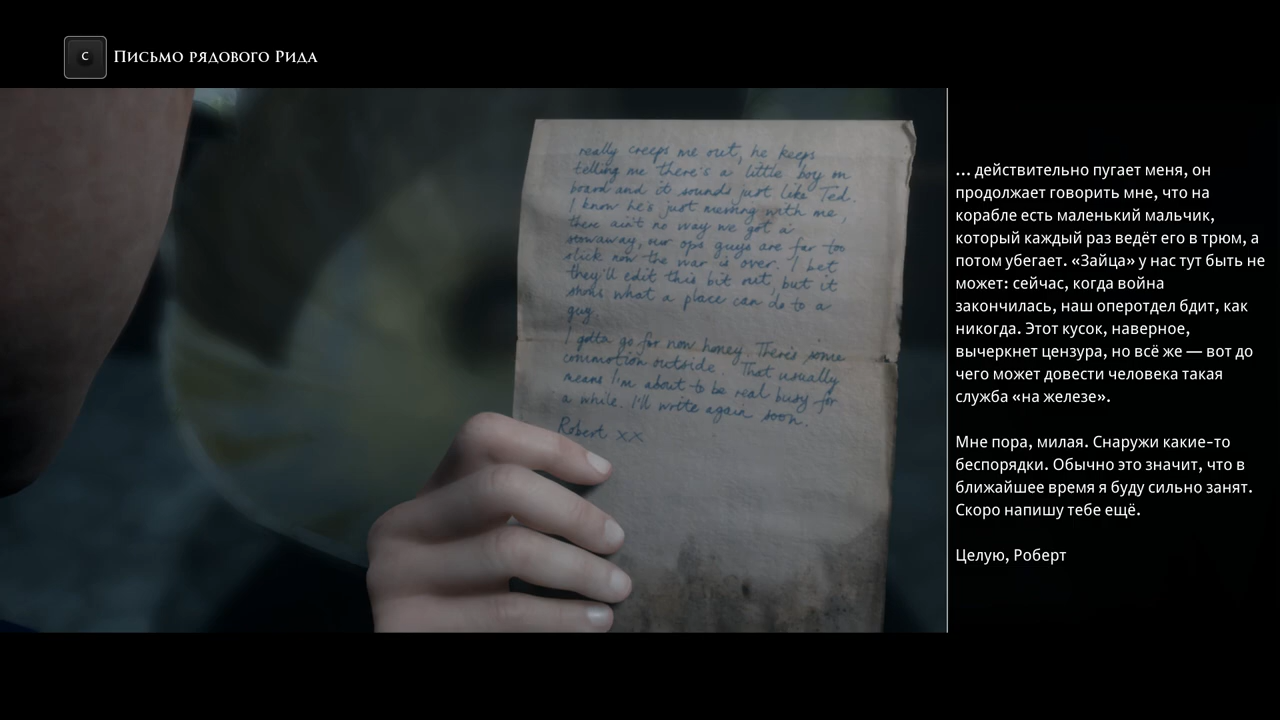 C
Письмо рядового Рида
really creeps me out, he keeps
telling me there's a little boy on
board and it sounds just like Ted.
I know he's just messing with me,
there ain't no way we got a
stowaway, our ops guys are far too
slick now the war is over. I bet
they'll edit this bit out, but it
shows what a place can do to a
guy.
I gotta go for now honey. There's some
commotion outside. That usually
means I'm about to be real busy for
a while. I'll write again soon.
Robert xx
... действительно пугает меня, он
продолжает говорить мне, что на
корабле есть маленький мальчик,
который каждый раз ведёт его в трюм, а
потом убегает. «Зайца» у нас тут быть не
может: сейчас, когда война
закончилась, наш оперотдел бдит, как
никогда. Этот кусок, наверное,
вычеркнет цензура, но всё же — вот до
чего может довести человека такая
служба «на железе».
Мне пора, милая. Снаружи какие-то
беспорядки. Обычно это значит, что в
ближайшее время я буду сильно занят.
Скоро напишу тебе ещё.
Целую, Роберт